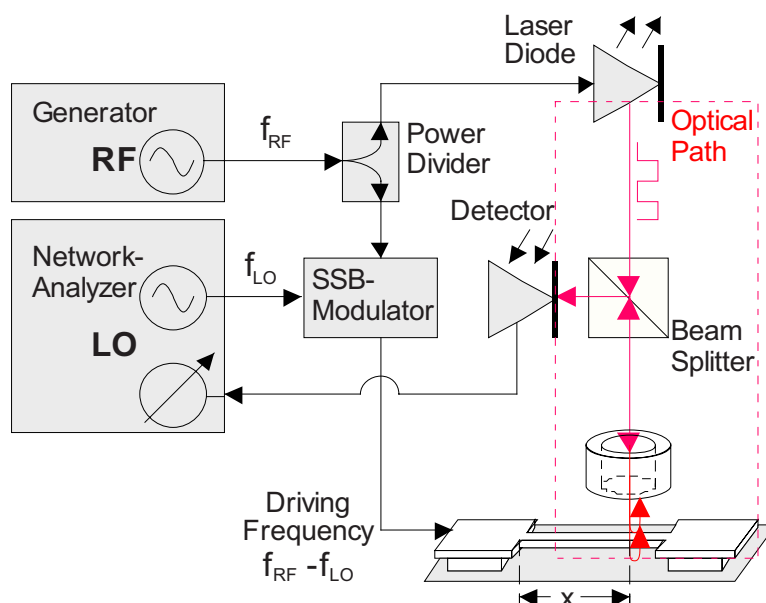 Laser
Diode
Generator
RF
f_RF
Power
Divider
Optical
Path
Detector
Network-
Analyzer
LO
f_LO
SSB-
Modulator
Beam
Splitter
Driving
Frequency
f_RF -f_LO
x